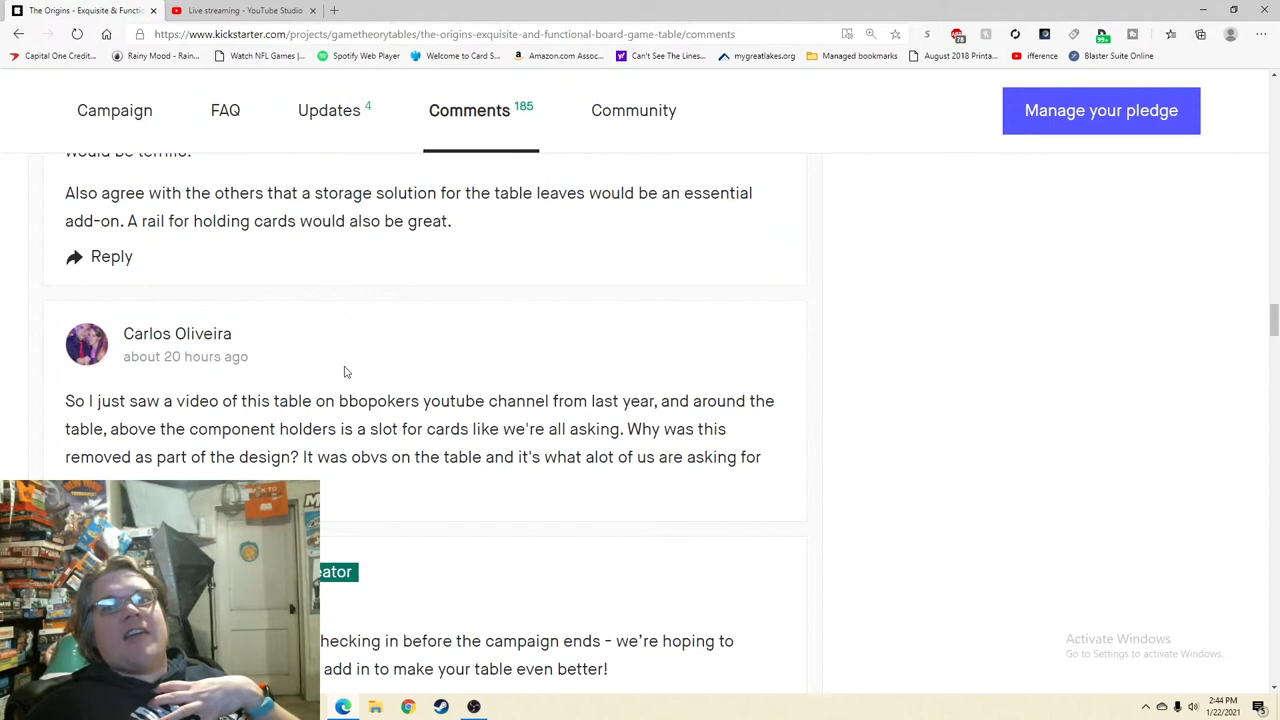 The Origins - Exquisite & Functi
Live streaming - YouTube Studio
https://www.kickstarter.com/projects/gametheorytables/the-origins-exquisite-and-functional-board-game-table/comments
Capital One Credit...
Rainy Mood - Rain...
Watch NFL Games |...
Spotify Web Player
Welcome to Card S...
Amazon.com Assoc...
Can't See The Lines...
mygreatlakes.org
Managed bookmarks
August 2018 Printa...
ifference
Blaster Suite Online
Campaign
FAQ
Updates 4
Comments 185
Community
Manage your pledge
would be terrific.
Also agree with the others that a storage solution for the table leaves would be an essential
add-on. A rail for holding cards would also be great.
Reply
Carlos Oliveira
about 20 hours ago
So I just saw a video of this table on bbopokers youtube channel from last year, and around the
table, above the component holders is a slot for cards like we're all asking. Why was this
removed as part of the design? It was obvs on the table and it's what alot of us are asking for
eator
hecking in before the campaign ends - we're hoping to
add in to make your table even better!
Activate Windows
Go to Settings to activate Windows.
2:44 PM
1/22/2021